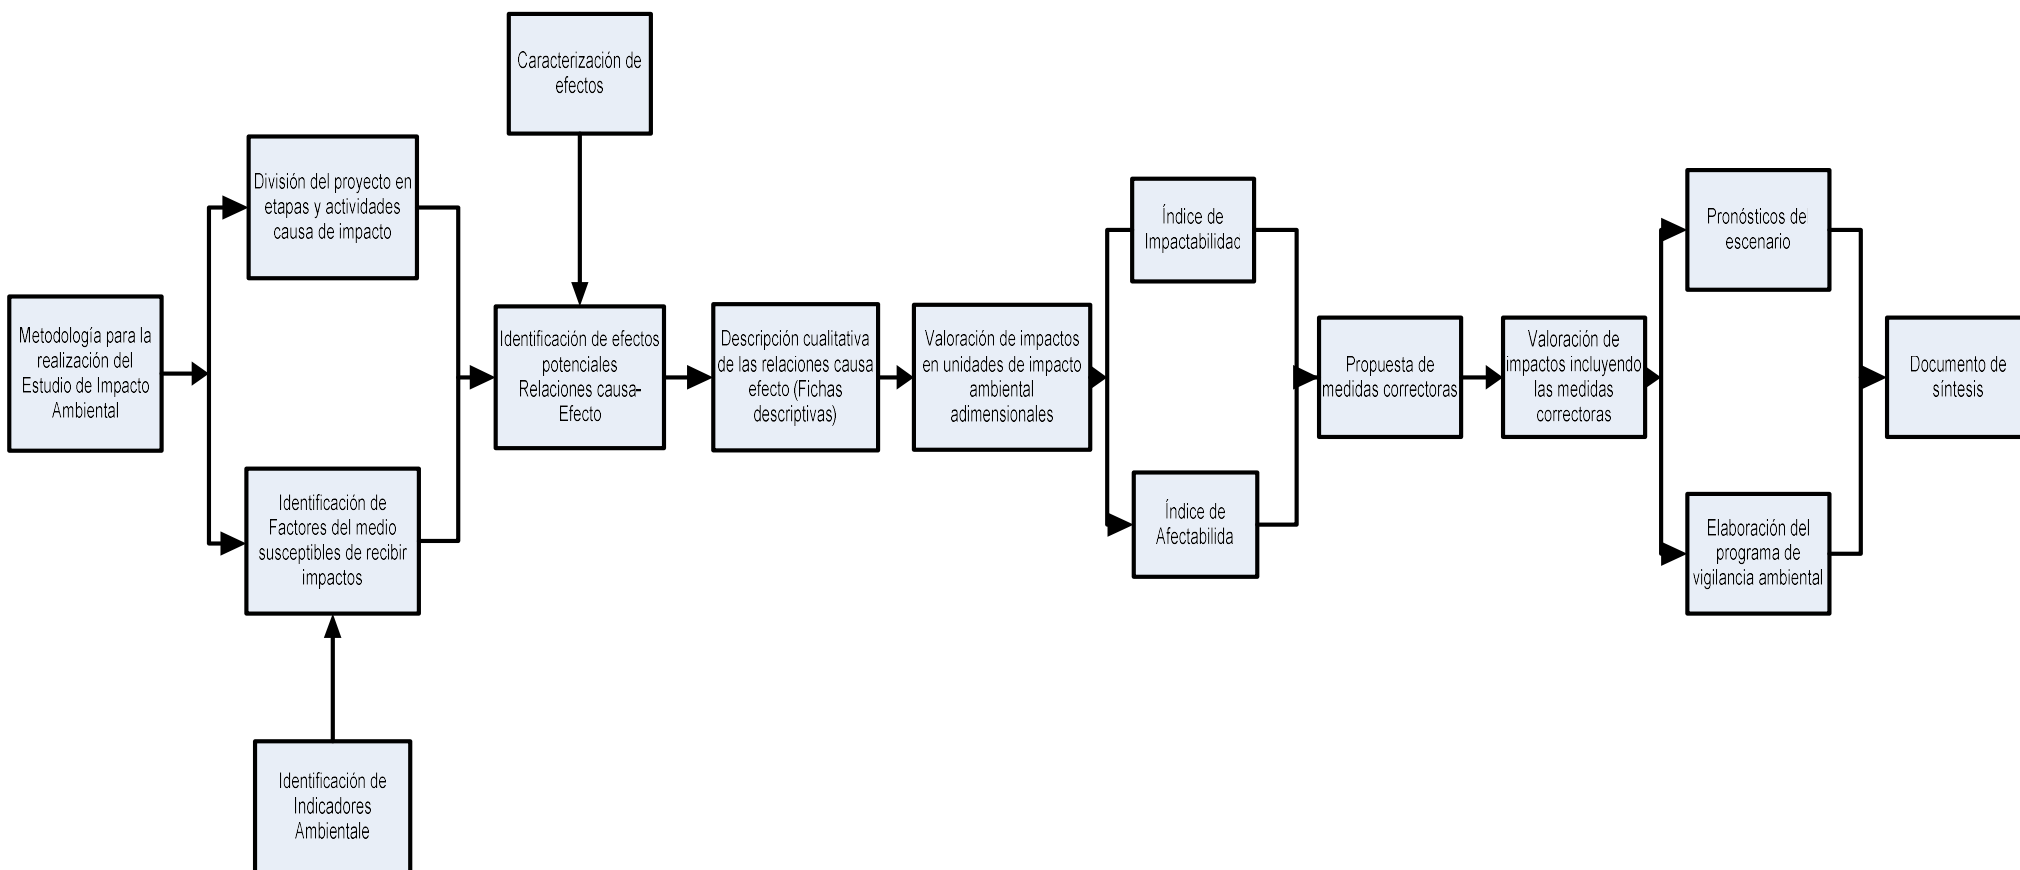 Caracterización de
efectos
División del proyecto en
etapas y actividades
causa de impacto
Metodología para la
realización del
Estudio de Impacto
Ambiental
Identificación de
Factores del medio
susceptibles de recibir
impactos
Identificación de
Indicadores
Ambientale
Identificación de efectos
potenciales
Relaciones causa-
Efecto
Descripción cualitativa
de las relaciones causa
efecto (Fichas
descriptivas)
Valoración de impactos
en unidades de impacto
ambiental
adimensionales
Índice de
Impactabilidad
Índice de
Afectabilida
Propuesta de
medidas correctoras
Valoración de
impactos incluyendo
las medidas
correctoras
Pronósticos del
escenario
Elaboración del
programa de
vigilancia ambiental
Documento de
síntesis